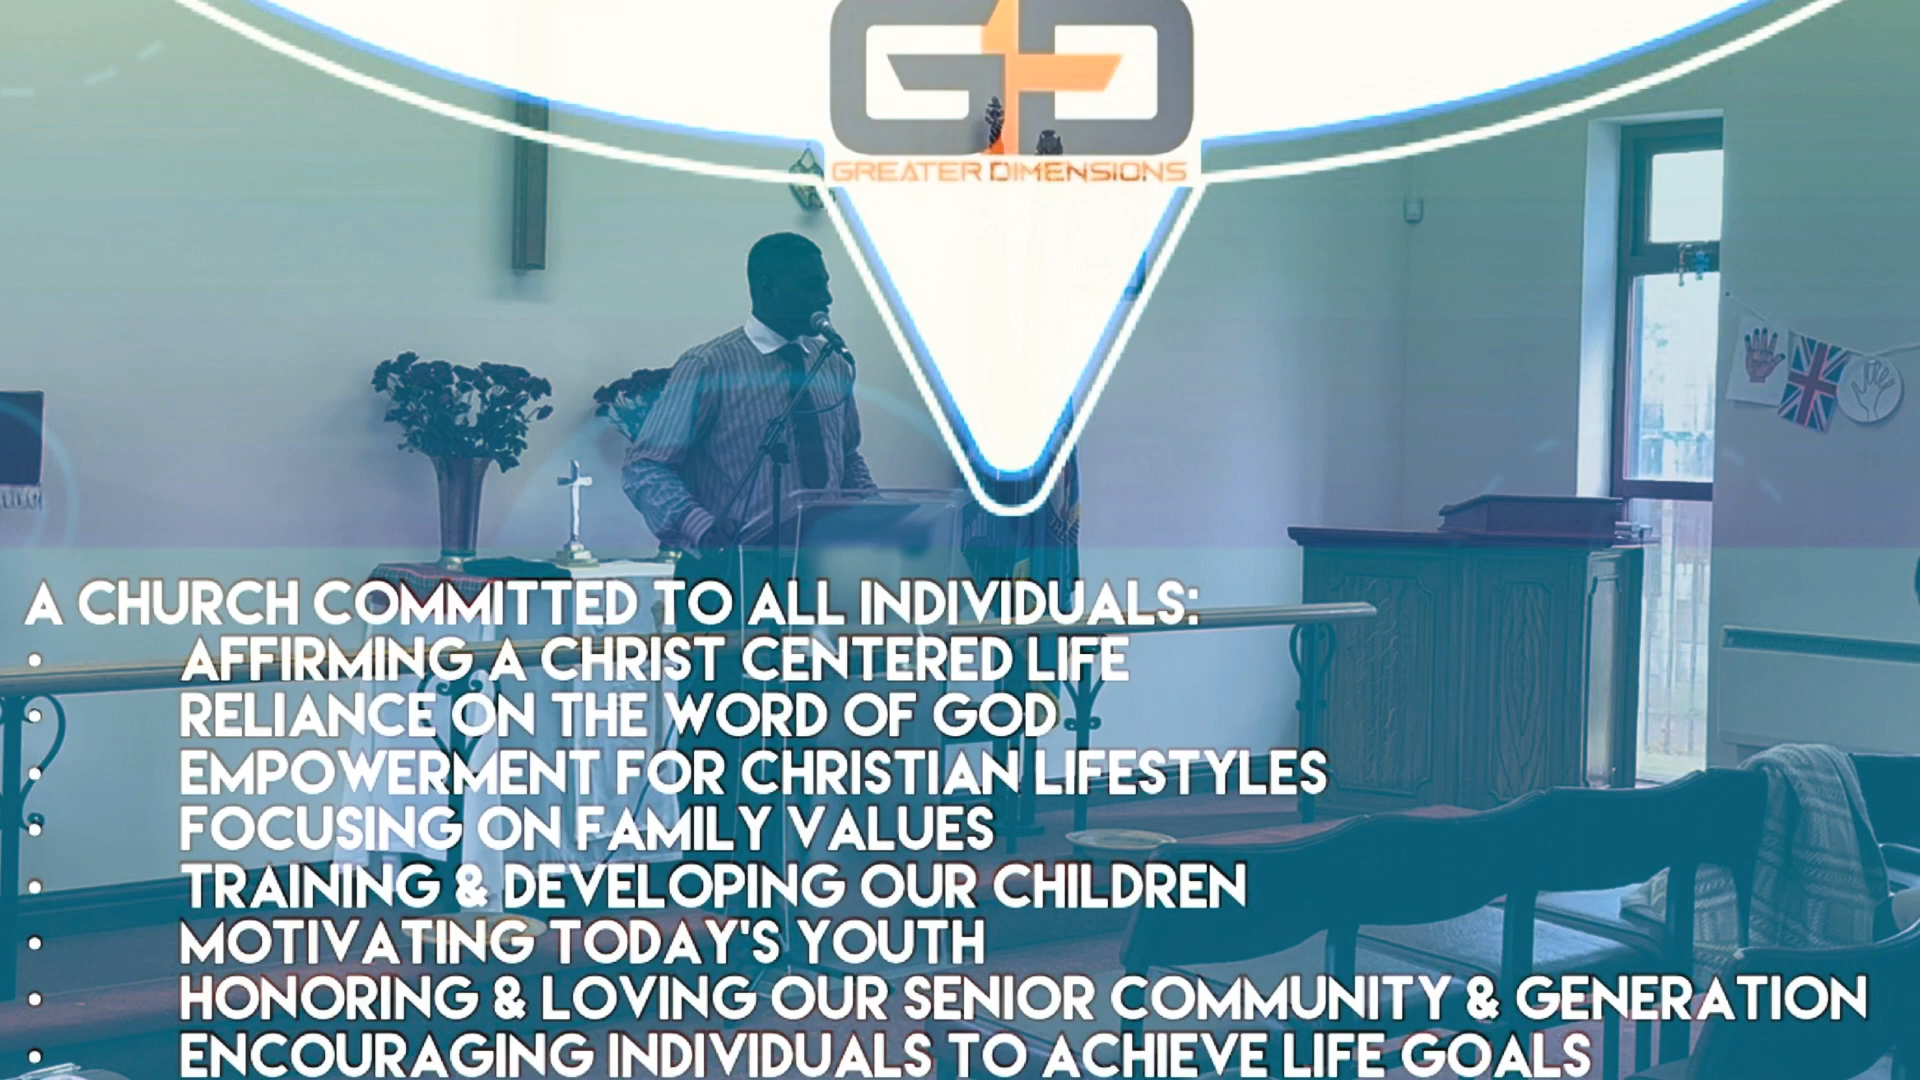 GD
GREATER DIMENSIONS
A CHURCH COMMITTED TO ALL INDIVIDUALS:
• AFFIRMING A CHRIST CENTERED LIFE
• RELIANCE ON THE WORD OF GOD
• EMPOWERMENT FOR CHRISTIAN LIFESTYLES
• FOCUSING ON FAMILY VALUES
• TRAINING & DEVELOPING OUR CHILDREN
• MOTIVATING TODAY'S YOUTH
• HONORING & LOVING OUR SENIOR COMMUNITY & GENERATION
• ENCOURAGING INDIVIDUALS TO ACHIEVE LIFE GOALS